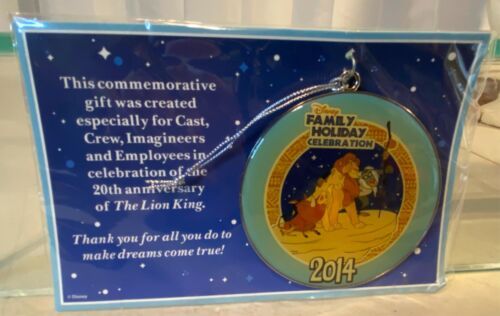 This commemorative
gift was created
especially for Cast,
Crew, Imagineers
and Employees in
celebration of the
20th anniversary
of The Lion King.
Thank you for all you do to
make dreams come true!
© Disney
Disney
FAMILY
HOLIDAY
CELEBRATION
2014